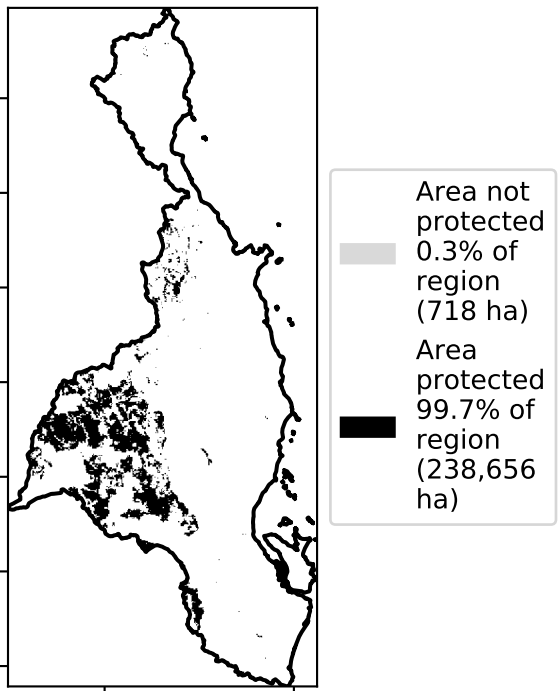 Area not
protected
0.3% of
region
(718 ha)
Area
protected
99.7% of
region
(238,656
ha)